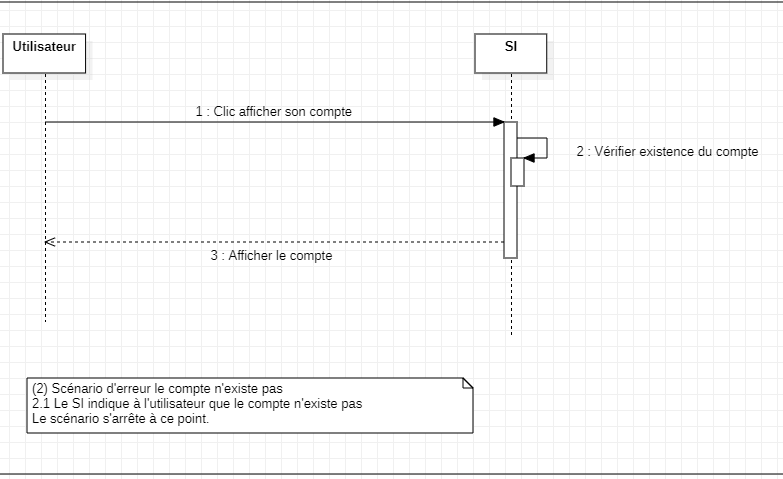 Utilisateur
SI
1 : Clic afficher son compte
2 : Vérifier existence du compte
3 : Afficher le compte
(2) Scénario d'erreur le compte n'existe pas
2.1 Le SI indique à l'utilisateur que le compte n'existe pas
Le scénario s'arrête à ce point.